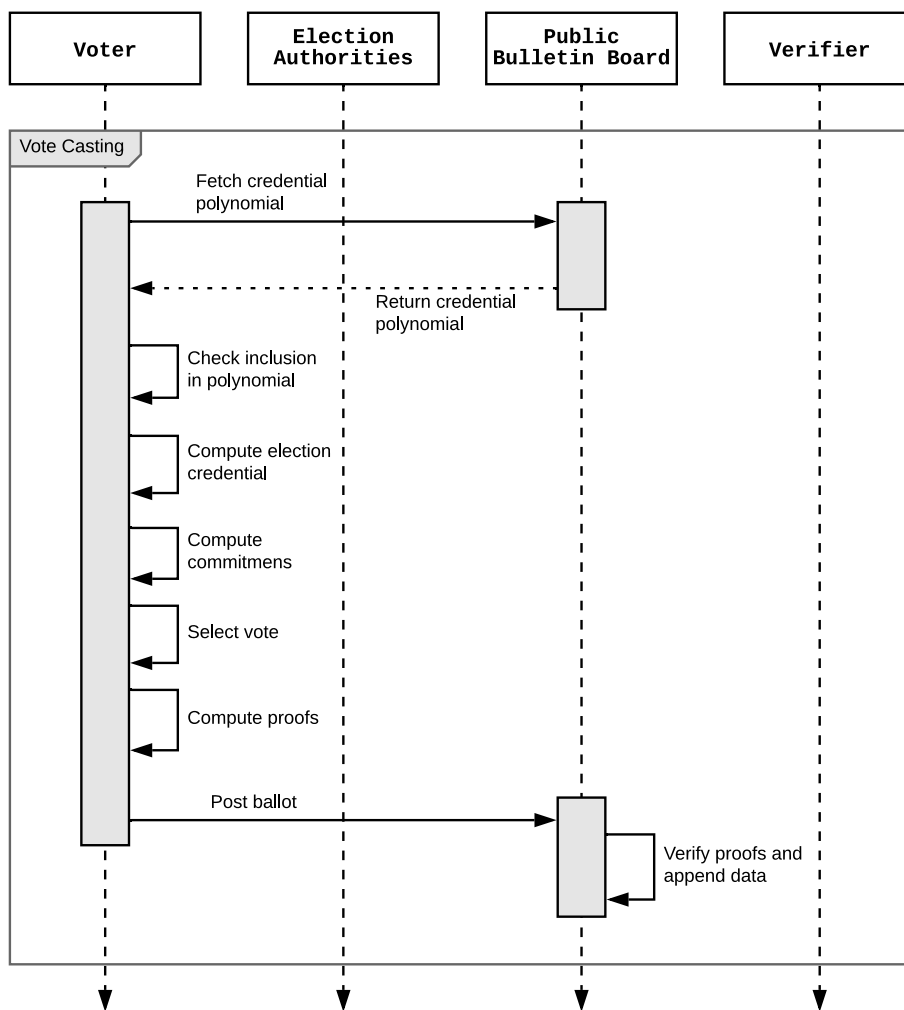 Voter
Election
Authorities
Public
Bulletin Board
Verifier
Vote Casting
Fetch credential
polynomial
Return credential
polynomial
Check inclusion
in polynomial
Compute election
credential
Compute
commitmens
Select vote
Compute proofs
Post ballot
Verify proofs and
append data